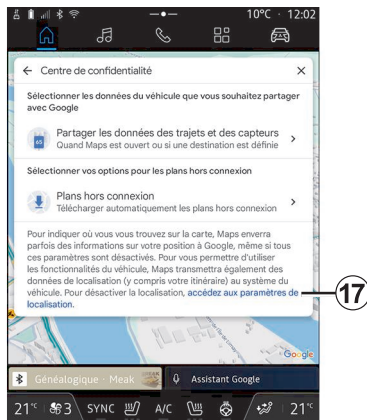 10°C · 12:02
Centre de confidentialité
Sélectionner les données du véhicule que vous souhaitez partager
avec Google
65
Partager les données des trajets et des capteurs
Quand Maps est ouvert ou si une destination est définie
Sélectionner vos options pour les plans hors connexion
Plans hors connexion
Télécharger automatiquement les plans hors connexion
Pour indiquer où vous vous trouvez sur la carte, Maps enverra
parfois des informations sur votre position à Google, même si tous
ces paramètres sont désactivés. Pour vous permettre d'utiliser
les fonctionnalités du véhicule, Maps transmettra également des
données de localisation (y compris votre itinéraire) au système du
véhicule. Pour désactiver la localisation, accédez aux paramètres de
localisation.
17
Google
Généalogique · Meak
Assistant Google
21°C 3 SYNC A/C 21°C